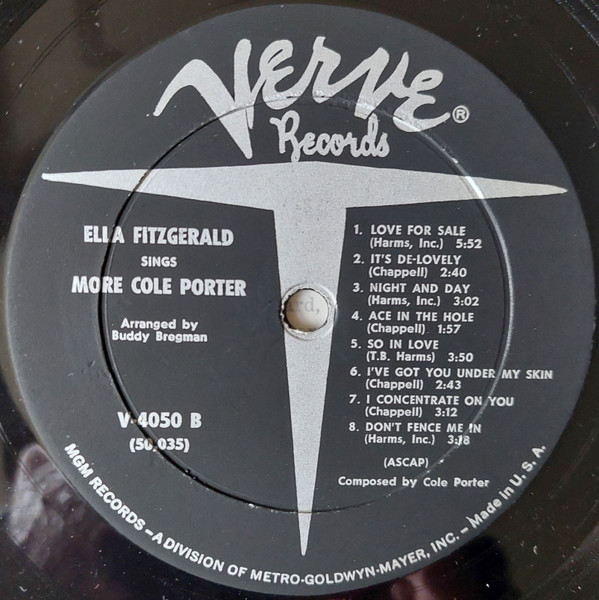 VERVE®
Records
ELLA FITZGERALD
SINGS
MORE COLE PORTER
Arranged by
Buddy Bregman
V-4050 B
(50,035)
1. LOVE FOR SALE
(Harms, Inc.) 5:52
2. IT'S DE-LOVELY
(Chappell) 2:40
3. NIGHT AND DAY
(Harms, Inc.) 3:02
4. ACE IN THE HOLE
(Chappell) 1:57
5. SO IN LOVE
(T.B. Harms) 3:50
6. I'VE GOT YOU UNDER MY SKIN
(Chappell) 2:43
7. I CONCENTRATE ON YOU
(Chappell) 3:12
8. DON'T FENCE ME IN
(Harms, Inc.) 3:18
(ASCAP)
Composed by Cole Porter
MGM RECORDS – A DIVISION OF METRO-GOLDWYN-MAYER, INC. – Made in U. S. A.